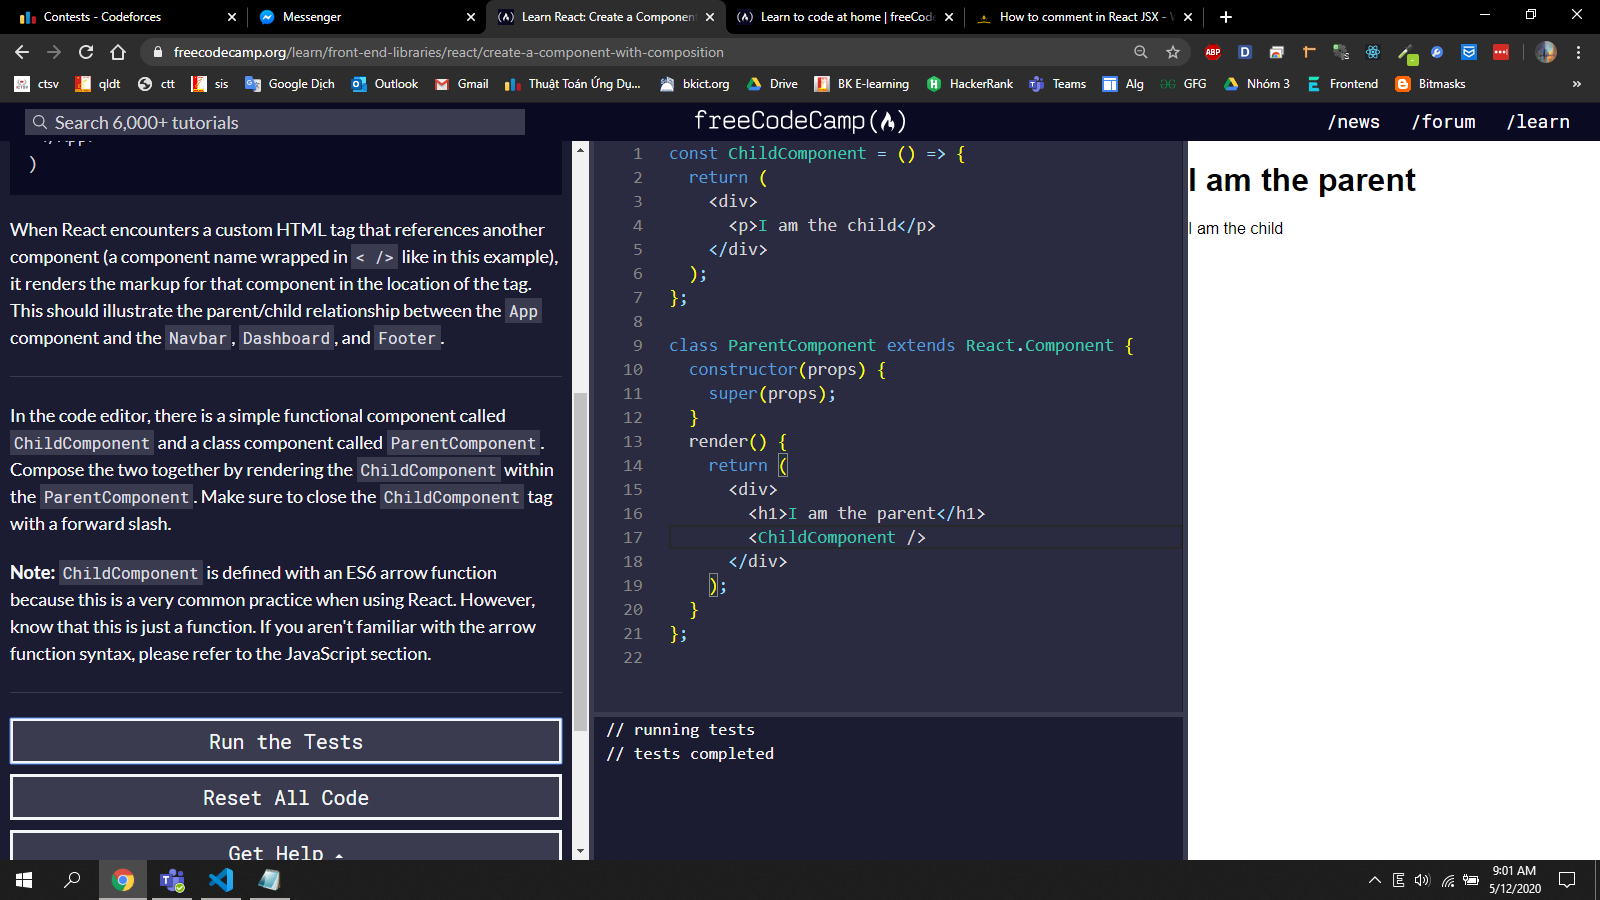 Contests - Codeforces
Messenger
Learn React: Create a Component
Learn to code at home | freeCode
How to comment in React JSX -
freecodecamp.org/learn/front-end-libraries/react/create-a-component-with-composition
ctsv
qldt
ctt
sis
Google Dịch
Outlook
Gmail
Thuật Toán Ứng Dụ...
bkict.org
Drive
BK E-learning
HackerRank
Teams
Alg
GFG
Nhóm 3
Frontend
Bitmasks
»
Search 6,000+ tutorials
freeCodeCamp
/news
/forum
/learn
)
When React encounters a custom HTML tag that references another
component (a component name wrapped in < /> like in this example),
it renders the markup for that component in the location of the tag.
This should illustrate the parent/child relationship between the App
component and the Navbar, Dashboard, and Footer.
In the code editor, there is a simple functional component called
ChildComponent and a class component called ParentComponent.
Compose the two together by rendering the ChildComponent within
the ParentComponent. Make sure to close the ChildComponent tag
with a forward slash.
Note: ChildComponent is defined with an ES6 arrow function
because this is a very common practice when using React. However,
know that this is just a function. If you aren't familiar with the arrow
function syntax, please refer to the JavaScript section.
Run the Tests
Reset All Code
Get Help
1 const ChildComponent = () => {
2 return (
3 <div>
4 <p>I am the child</p>
5 </div>
6 );
7 };
8
9 class ParentComponent extends React.Component {
10 constructor(props) {
11 super(props);
12 }
13 render() {
14 return (
15 <div>
16 <h1>I am the parent</h1>
17 <ChildComponent />
18 </div>
19 );
20 }
21 };
22
// running tests
// tests completed
I am the parent
I am the child
9:01 AM
5/12/2020